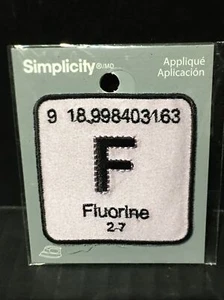 Simplicity®/MD
Appliqué
Aplicación
9 18.998403163
F
Fluorine
2-7